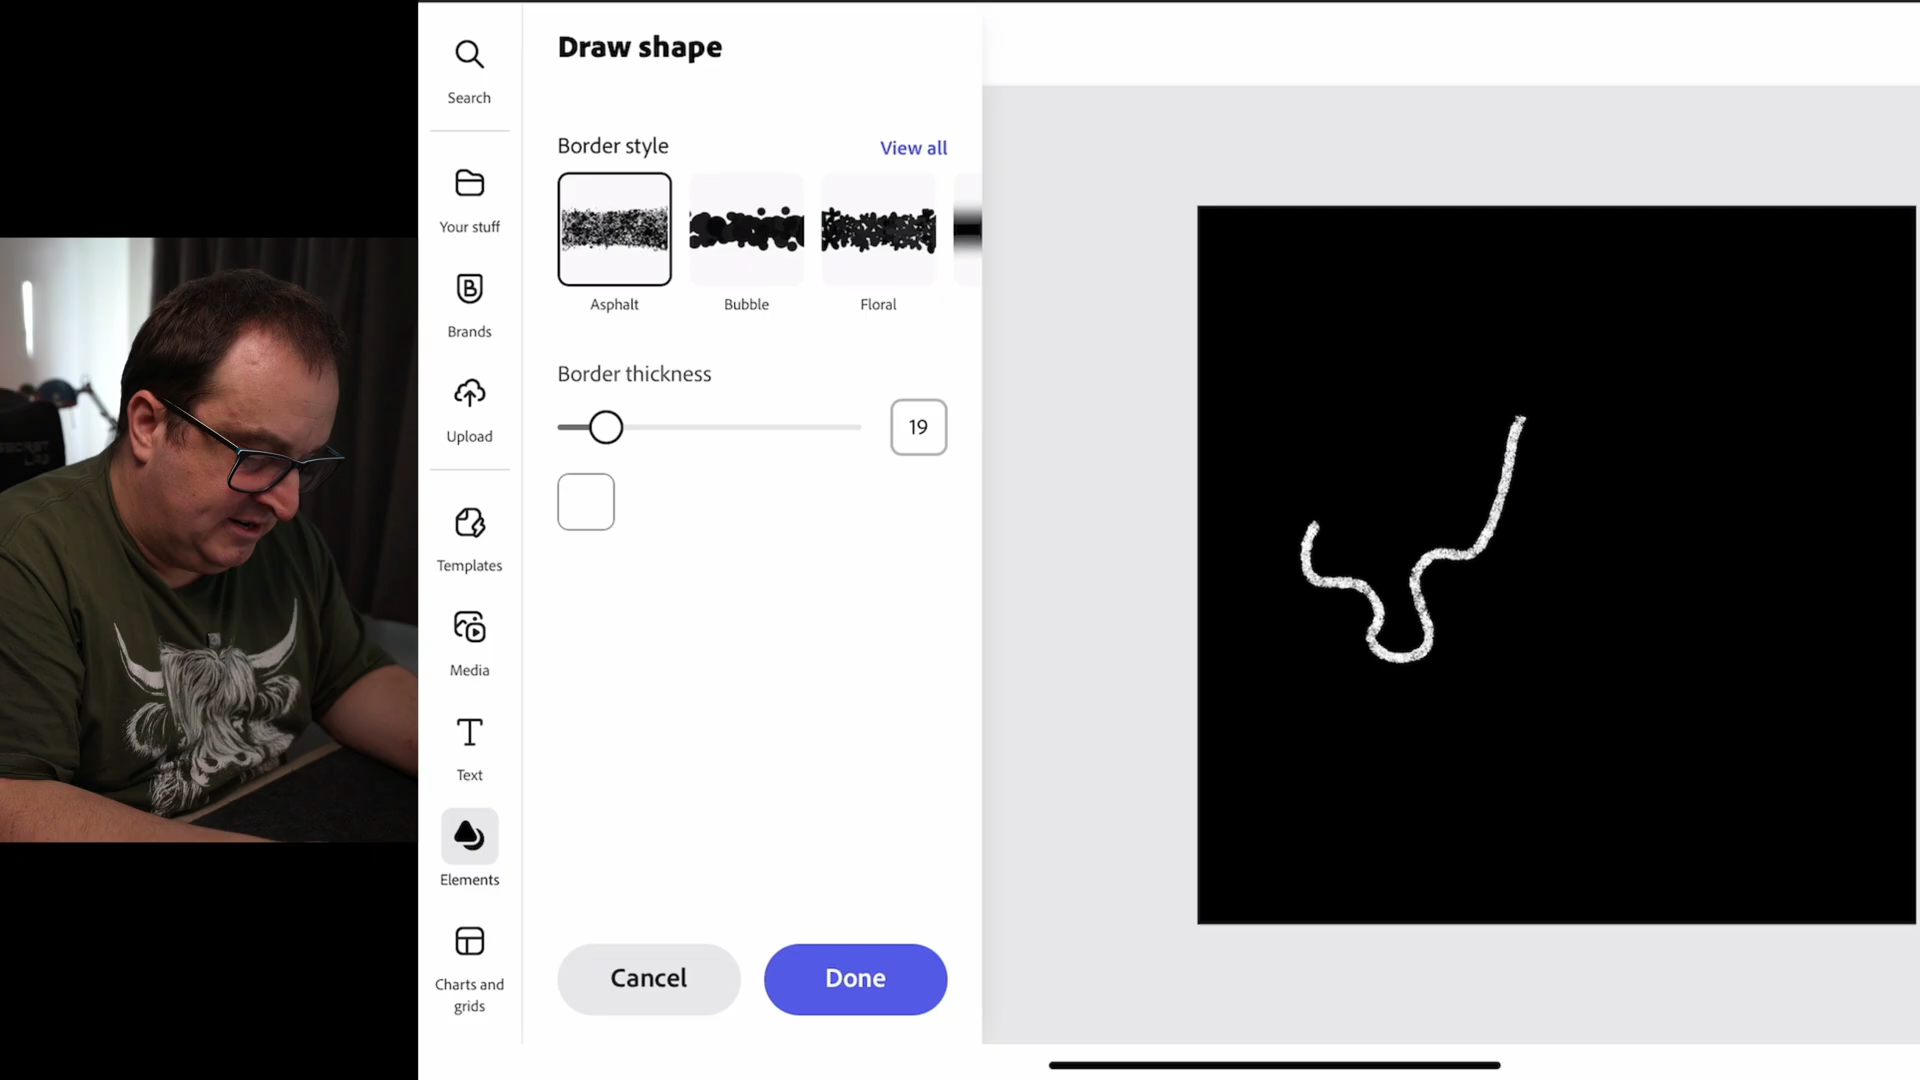 Draw shape
Search
Border style
View all
Your stuff
Asphalt
Bubble
Floral
Brands
Border thickness
19
Upload
Templates
Media
Text
Elements
Cancel
Done
Charts and
grids